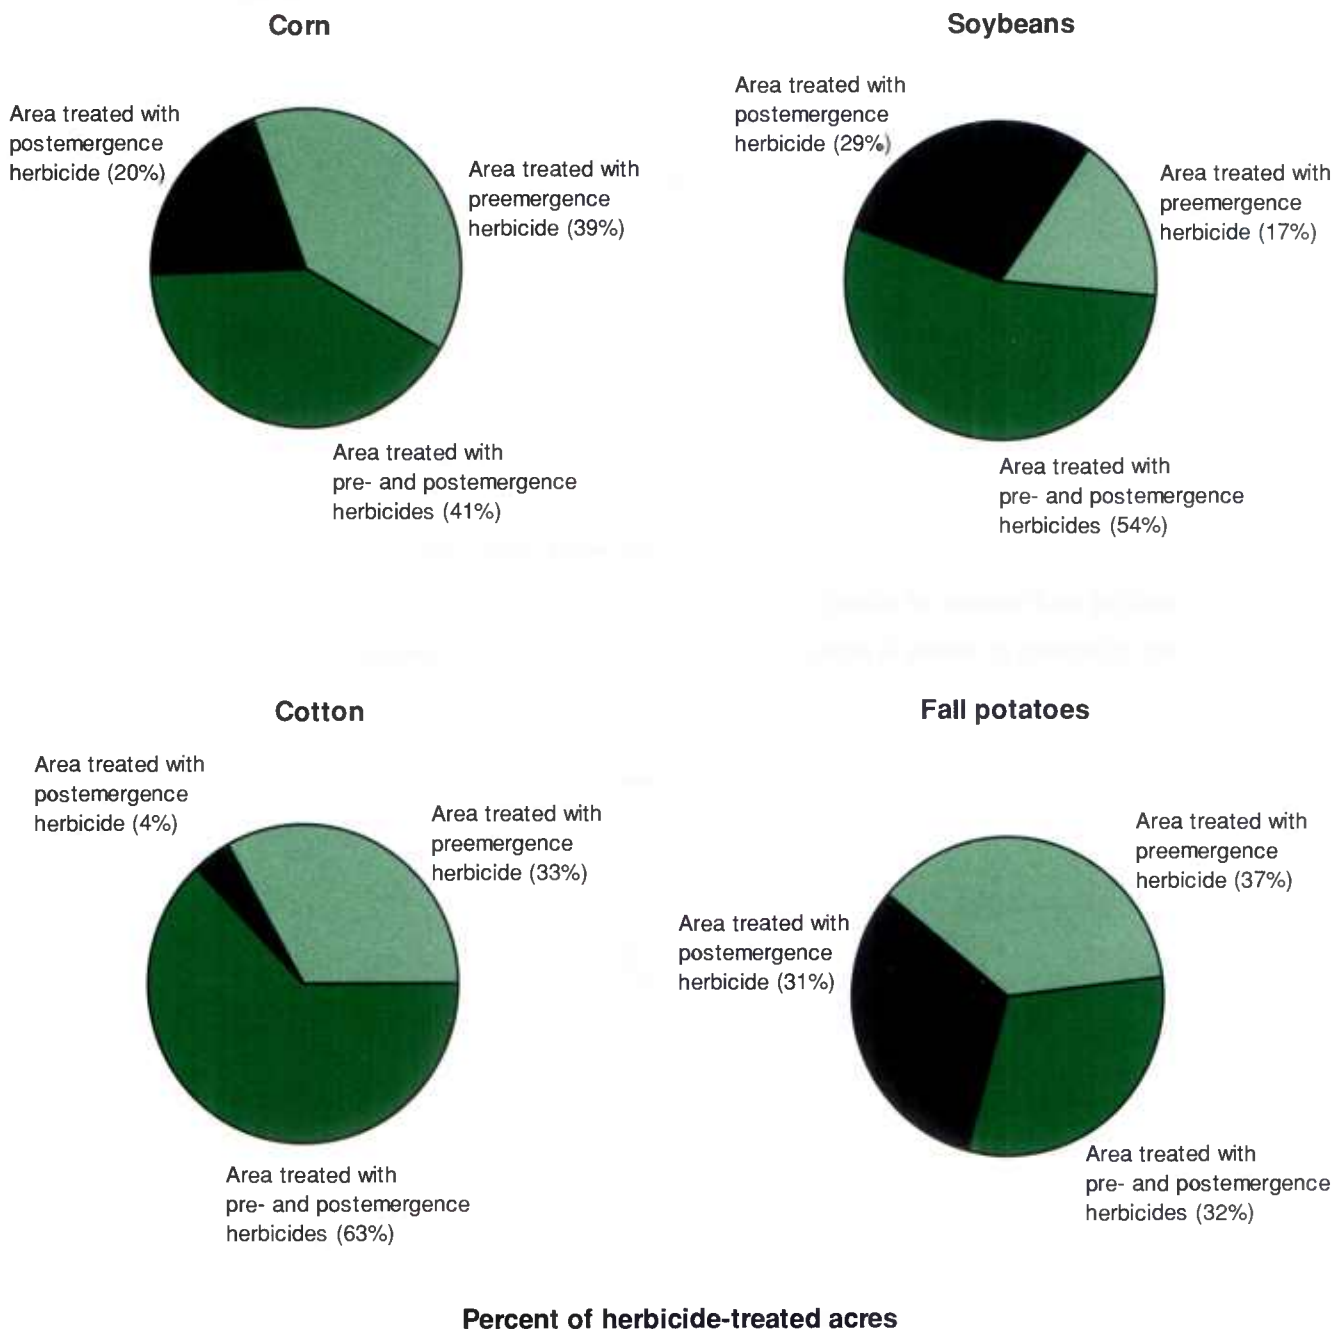 Corn
Area treated with
postemergence
herbicide (20%)
Area treated with
preemergence
herbicide (39%)
Area treated with
pre- and postemergence
herbicides (41%)
Soybeans
Area treated with
postemergence
herbicide (29%)
Area treated with
preemergence
herbicide (17%)
Area treated with
pre- and postemergence
herbicides (54%)
Cotton
Area treated with
postemergence
herbicide (4%)
Area treated with
preemergence
herbicide (33%)
Area treated with
pre- and postemergence
herbicides (63%)
Fall potatoes
Area treated with
preemergence
herbicide (37%)
Area treated with
postemergence
herbicide (31%)
Area treated with
pre- and postemergence
herbicides (32%)
Percent of herbicide-treated acres